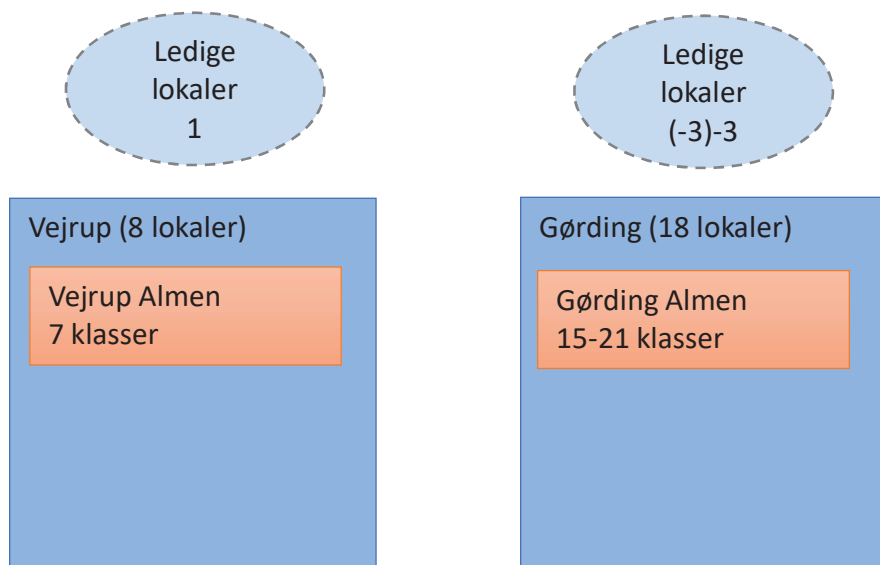 Ledige
lokaler
1
Ledige
lokaler
(-3)-3
Vejrup (8 lokaler)
Vejrup Almen
7 klasser
Gørding (18 lokaler)
Gørding Almen
15-21 klasser